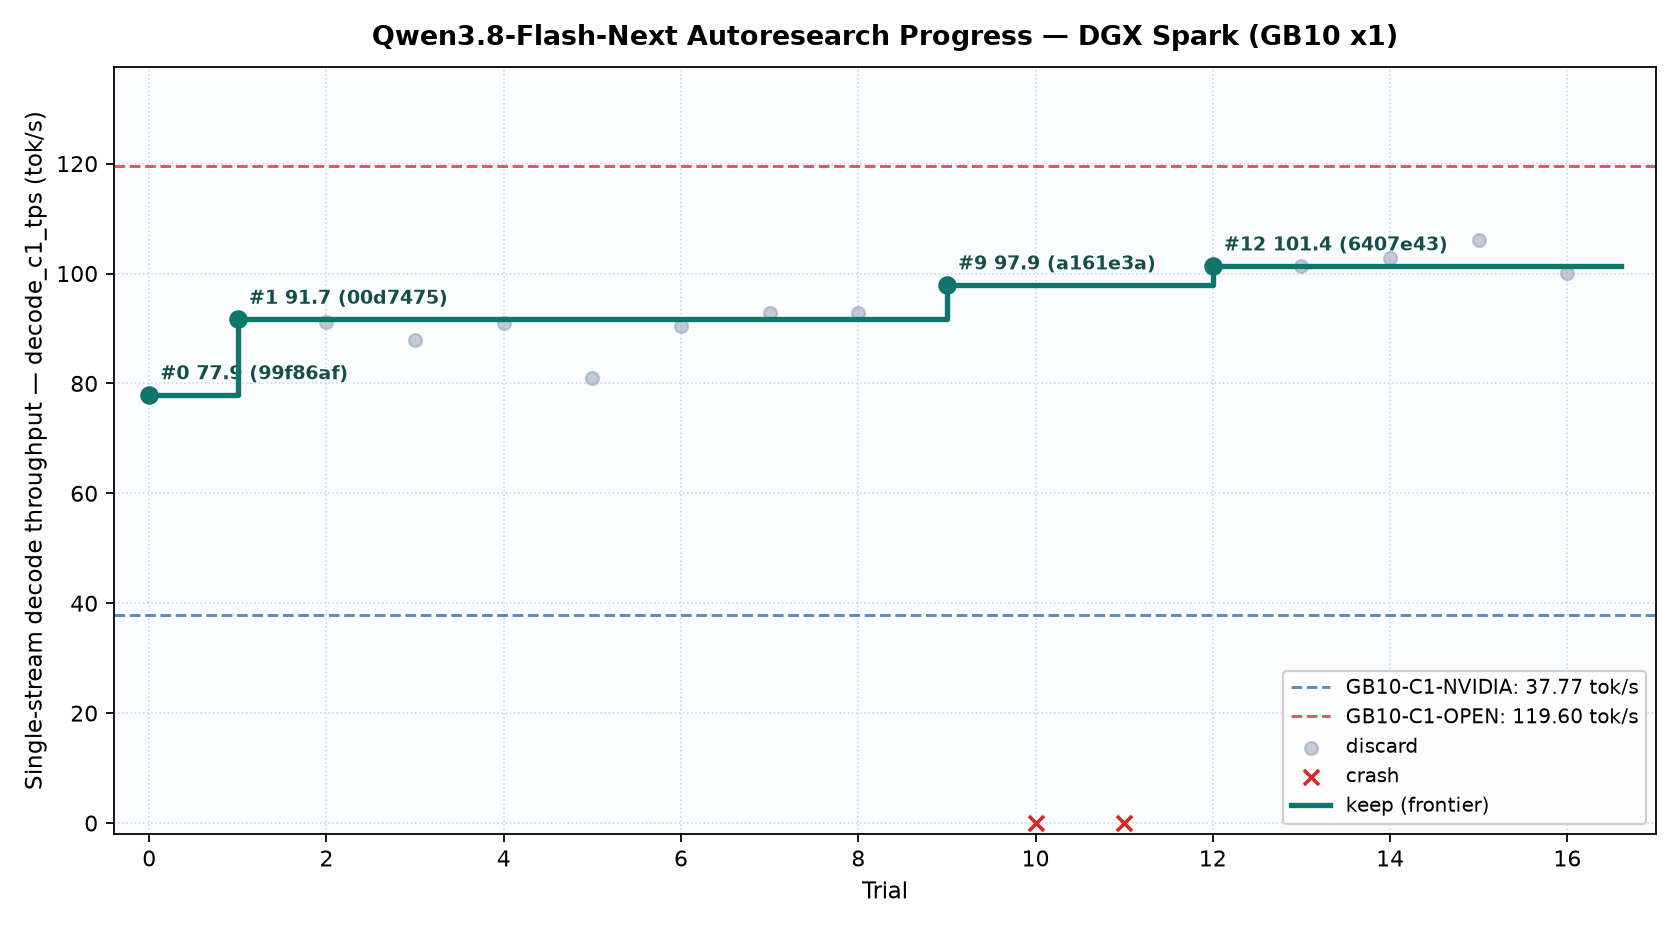 Qwen3.8-Flash-Next Autoresearch Progress — DGX Spark (GB10 x1)
Single-stream decode throughput — decode_c1_tps (tok/s)
120
100
80
60
40
20
0
#0 77.9 (99f86af)
#1 91.7 (00d7475)
#9 97.9 (a161e3a)
#12 101.4 (6407e43)
GB10-C1-NVIDIA: 37.77 tok/s
GB10-C1-OPEN: 119.60 tok/s
discard
crash
keep (frontier)
0 2 4 6 8 10 12 14 16
Trial